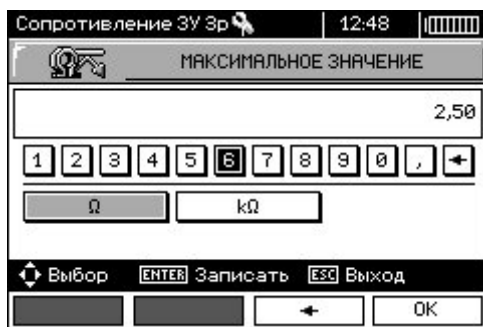 Сопротивление ЗУ 3p 12:48
МАКСИМАЛЬНОЕ ЗНАЧЕНИЕ
2,50
1 2 3 4 5 6 7 8 9 0 , ←
Ω kΩ
Выбор ENTER Записать ESC Выход
← OK